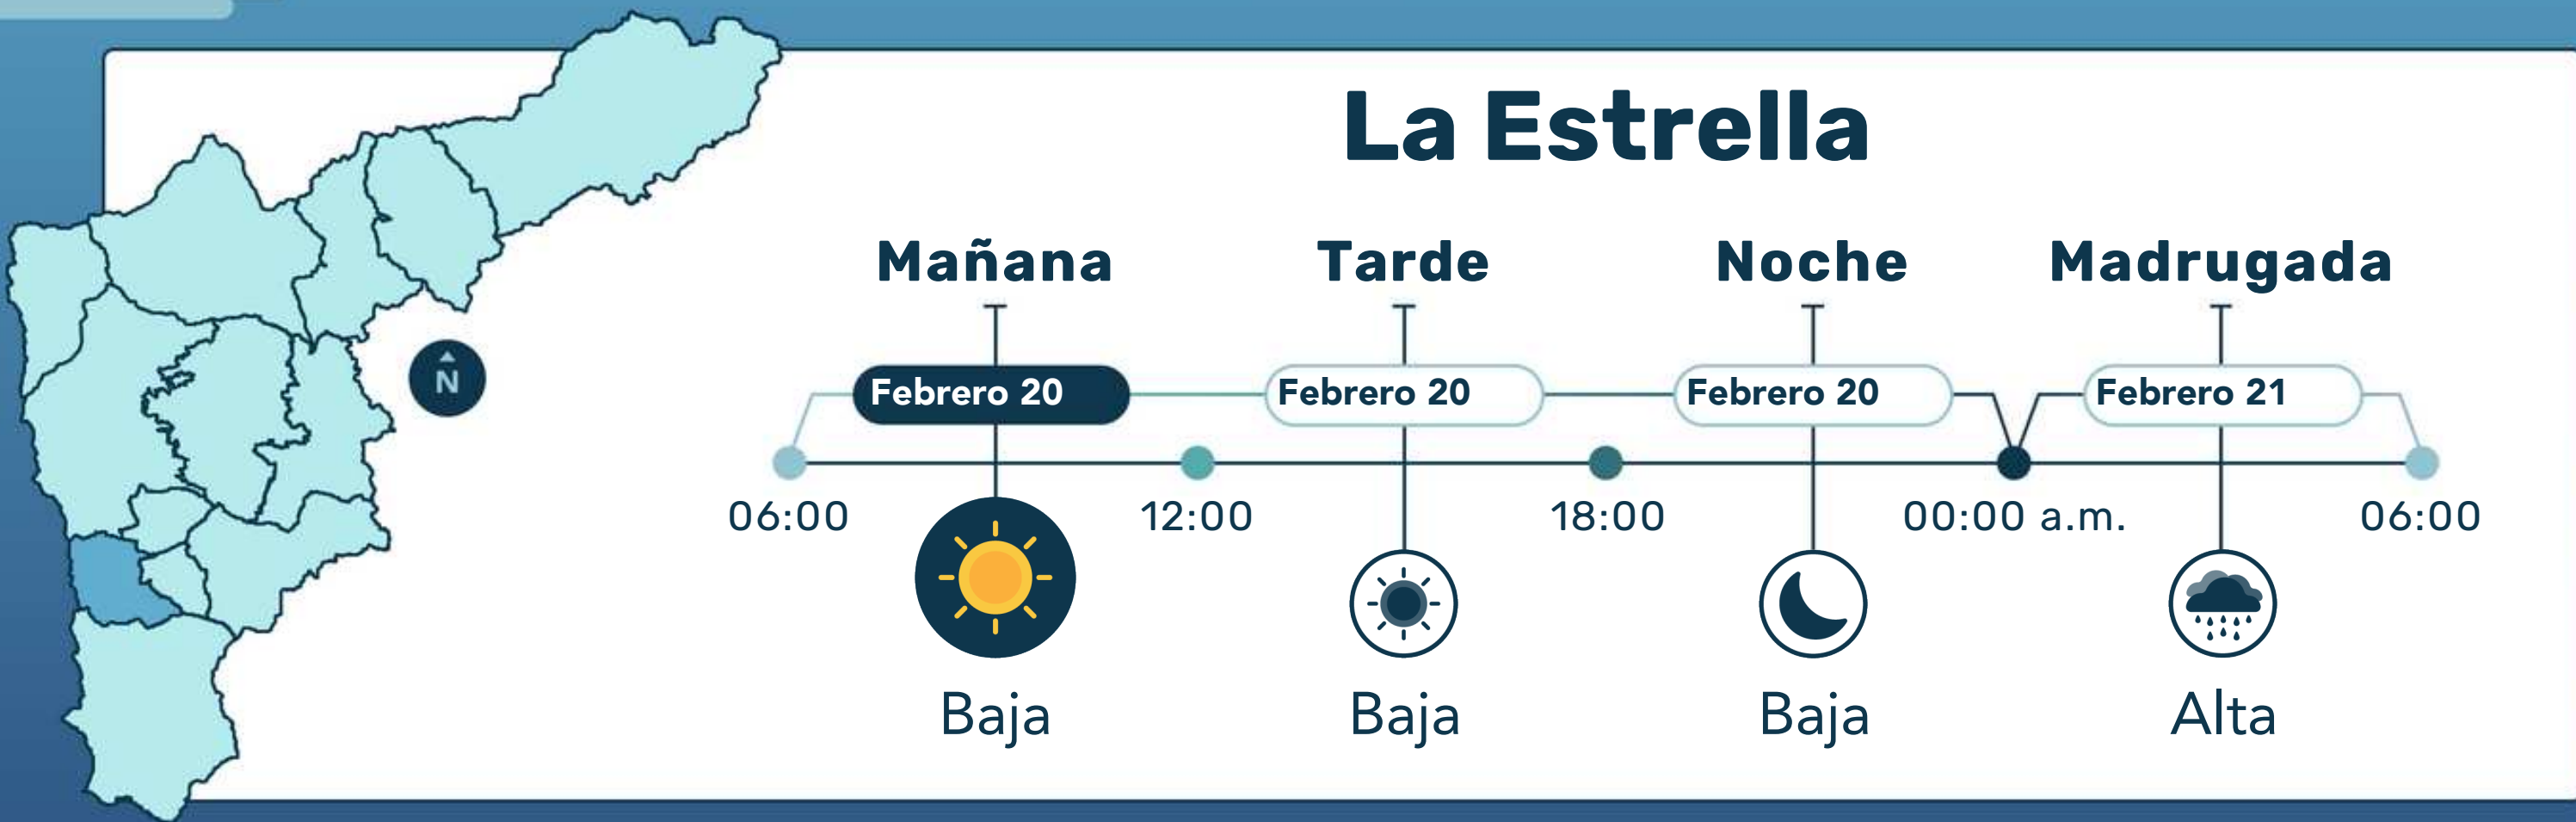 La Estrella
Mañana Tarde Noche Madrugada
Febrero 20 Febrero 20 Febrero 20 Febrero 21
N
06:00 12:00 18:00 00:00 a.m. 06:00
Baja Baja Baja Alta